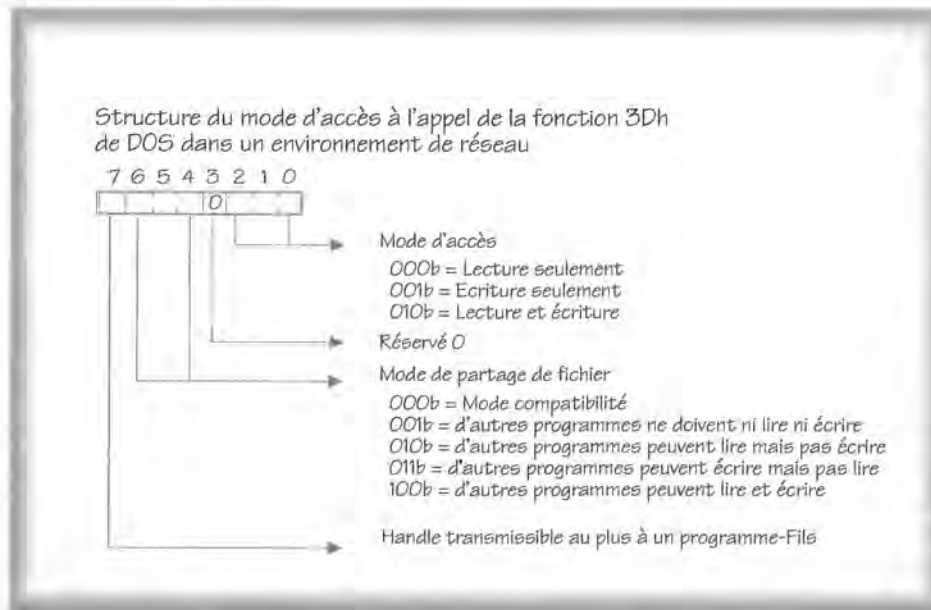 Structure du mode d'accès à l'appel de la fonction 3Dh
de DOS dans un environnement de réseau
7 6 5 4 3 2 1 0
0
Mode d'accès
000b = Lecture seulement
001b = Ecriture seulement
010b = Lecture et écriture
Réservé 0
Mode de partage de fichier
000b = Mode compatibilité
001b = d'autres programmes ne doivent ni lire ni écrire
010b = d'autres programmes peuvent lire mais pas écrire
011b = d'autres programmes peuvent écrire mais pas lire
100b = d'autres programmes peuvent lire et écrire
Handle transmissible au plus à un programme-Fils